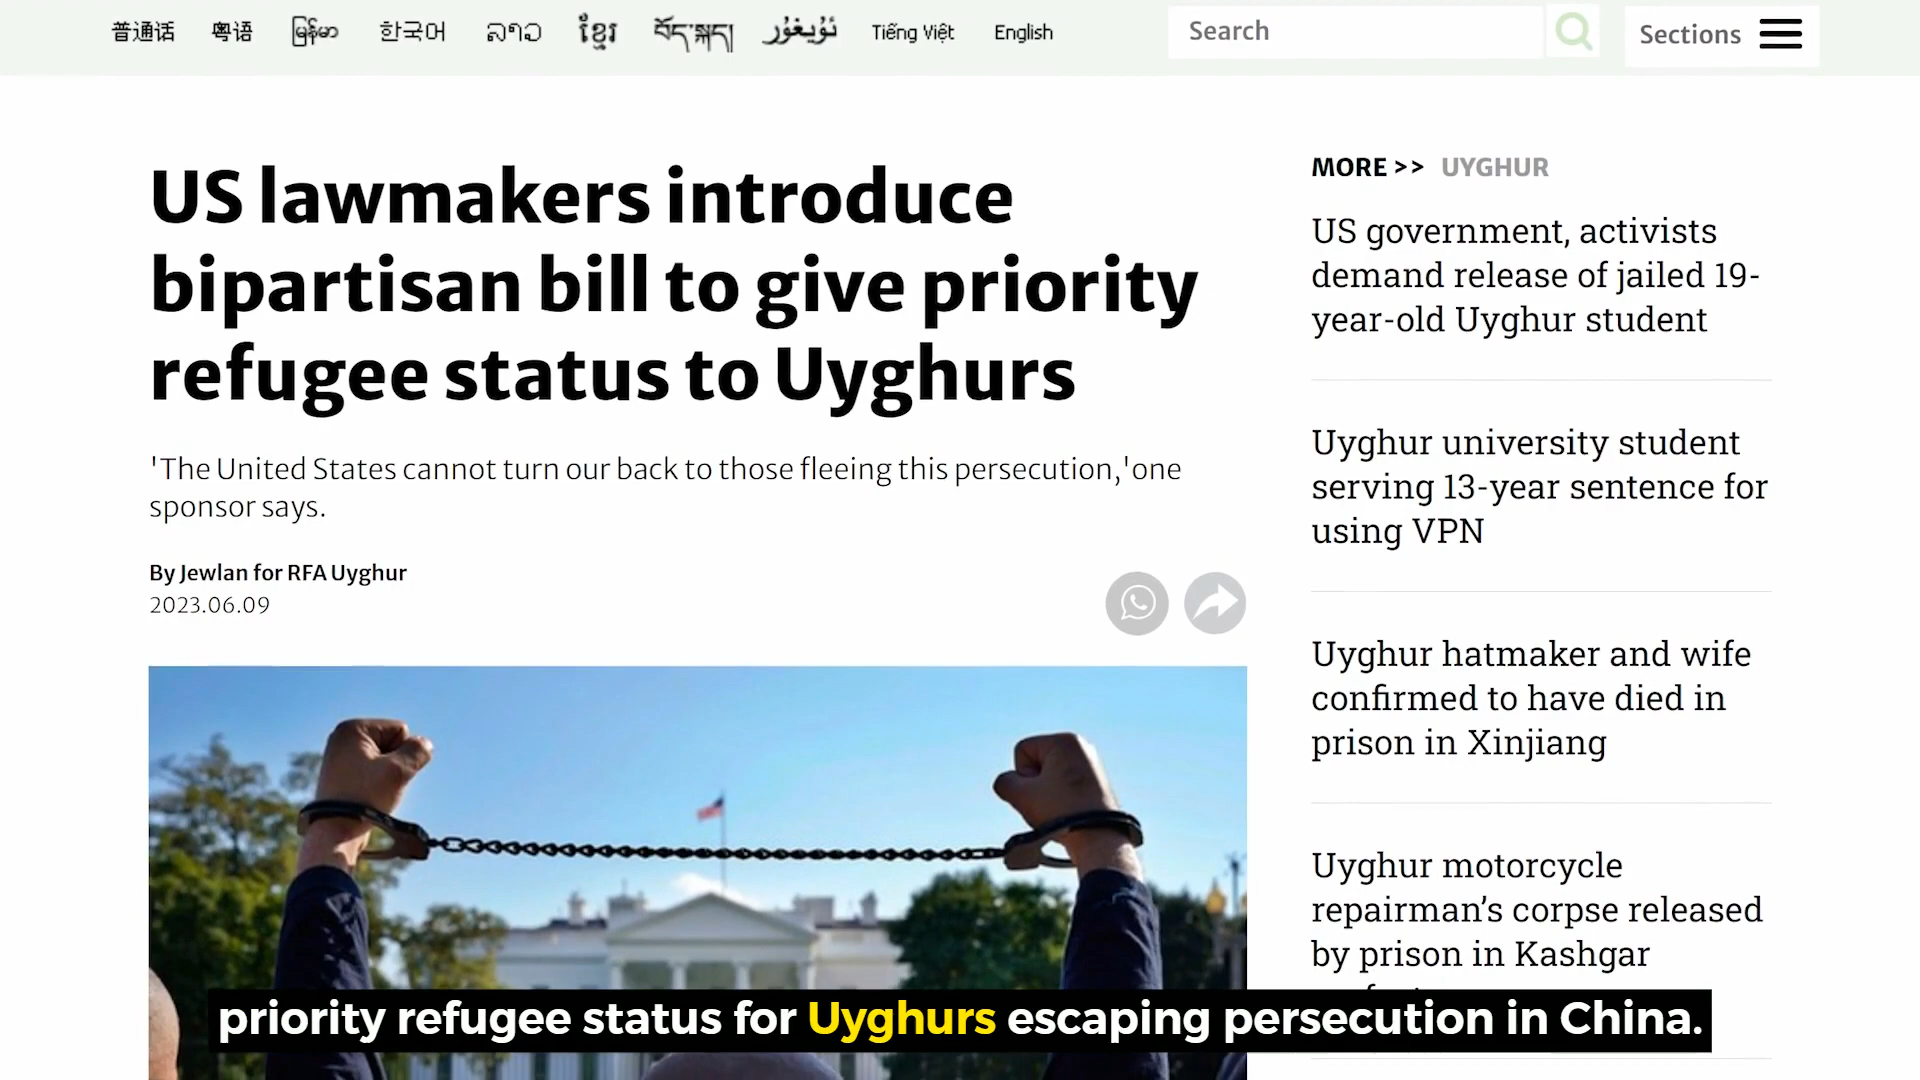 普通话 粤语 မြန်မာ 한국어 ລາວ ខ្មែរ བོད་སྐད། ئۇيغۇر Tiếng Việt English
Search
Sections
US lawmakers introduce
bipartisan bill to give priority
refugee status to Uyghurs
'The United States cannot turn our back to those fleeing this persecution,'one
sponsor says.
By Jewlan for RFA Uyghur
2023.06.09
MORE >> UYGHUR
US government, activists
demand release of jailed 19-
year-old Uyghur student
Uyghur university student
serving 13-year sentence for
using VPN
Uyghur hatmaker and wife
confirmed to have died in
prison in Xinjiang
Uyghur motorcycle
repairman’s corpse released
by prison in Kashgar
priority refugee status for Uyghurs escaping persecution in China.